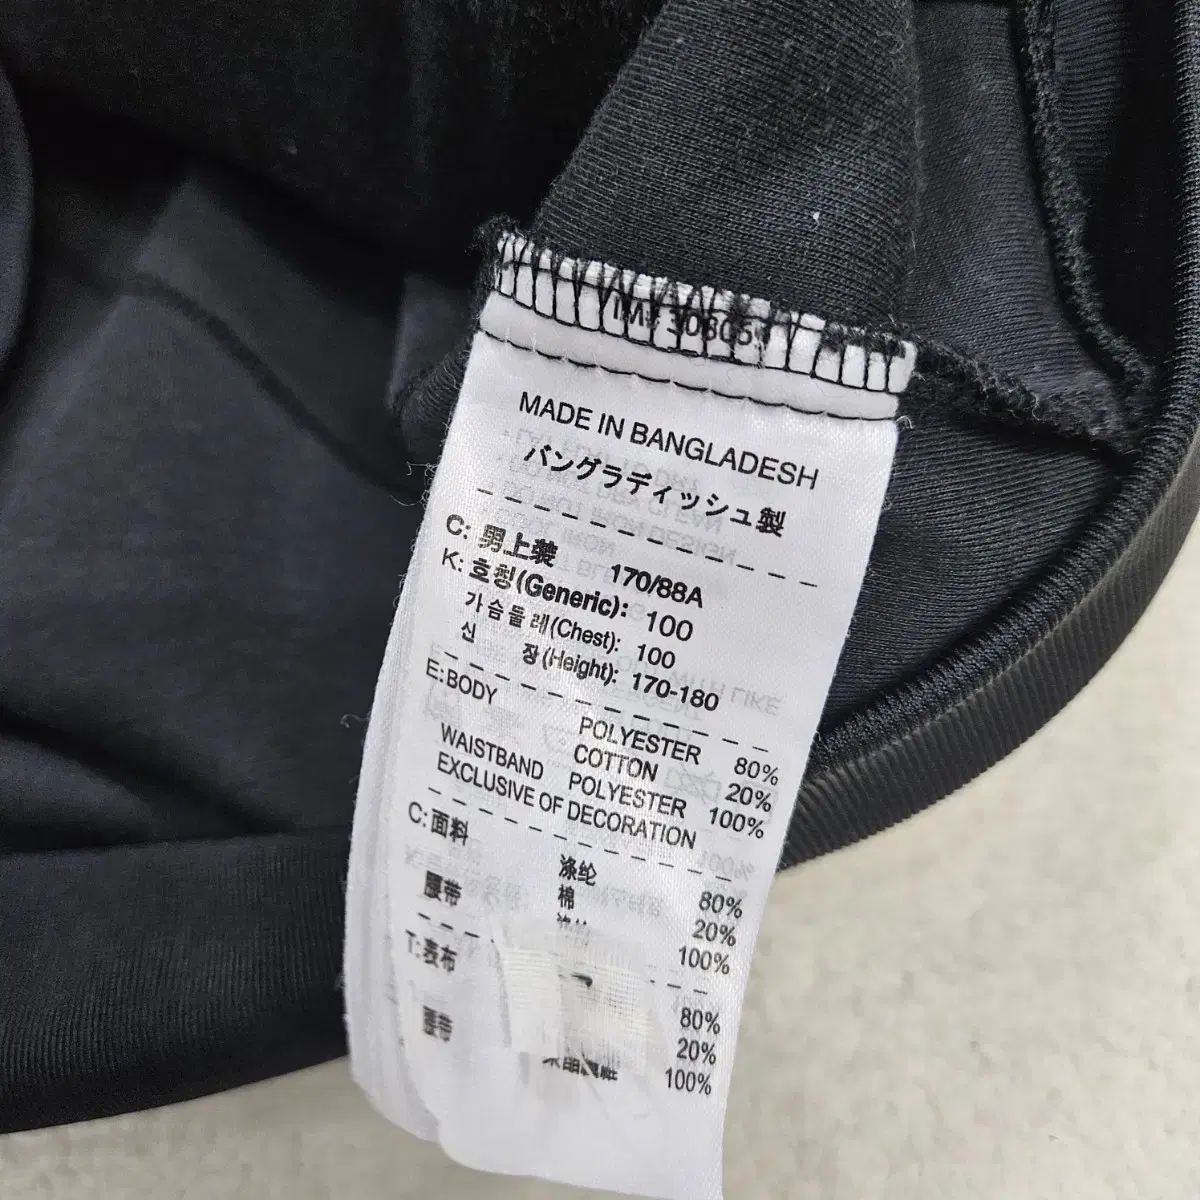 MADE IN BANGLADESH
バングラディッシュ製
C: 男上装 170/88A
K: 호칭(Generic): 100
가슴둘레(Chest): 100
신 장(Height): 170-180
E: BODY POLYESTER 80%
COTTON 20%
WAISTBAND POLYESTER 100%
EXCLUSIVE OF DECORATION
C: 面料 涤纶 80%
棉 20%
腰带 100%
T: 表布 80%
20%
腰带 100%